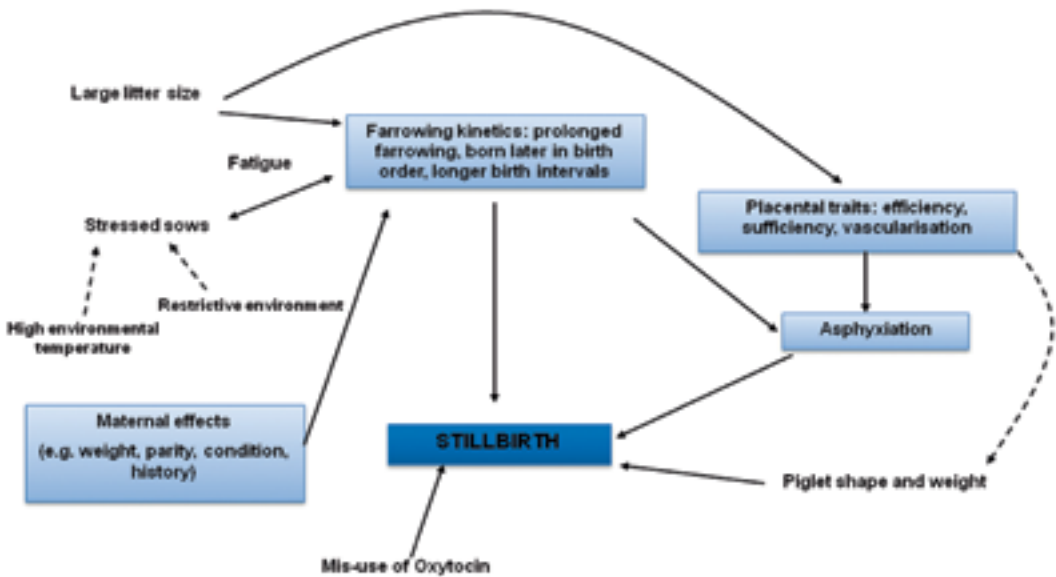 Large litter size
Farrowing kinetics: prolonged
farrowing, born later in birth
order, longer birth intervals
Fatigue
Placental traits: efficiency,
sufficiency, vascularisation
Stressed sows
Restrictive environment
High environmental
temperature
Asphyxiation
Maternal effects
(e.g. weight, parity, condition,
history)
STILLBIRTH
Piglet shape and weight
Mis-use of Oxytocin